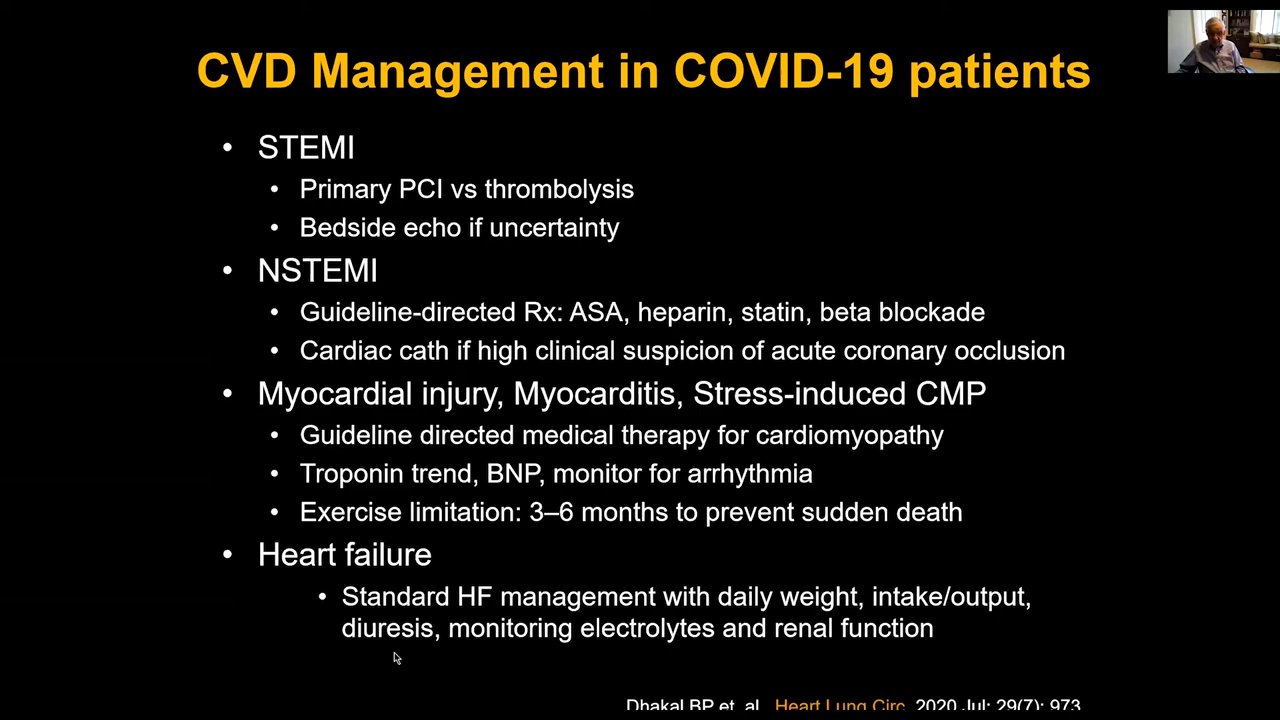 CVD Management in COVID-19 patients
• STEMI
• Primary PCI vs thrombolysis
• Bedside echo if uncertainty
• NSTEMI
• Guideline-directed Rx: ASA, heparin, statin, beta blockade
• Cardiac cath if high clinical suspicion of acute coronary occlusion
• Myocardial injury, Myocarditis, Stress-induced CMP
• Guideline directed medical therapy for cardiomyopathy
• Troponin trend, BNP, monitor for arrhythmia
• Exercise limitation: 3–6 months to prevent sudden death
• Heart failure
• Standard HF management with daily weight, intake/output,
diuresis, monitoring electrolytes and renal function
Dhakal BP et. al. Heart Lung Circ. 2020 Jul; 29(7): 973